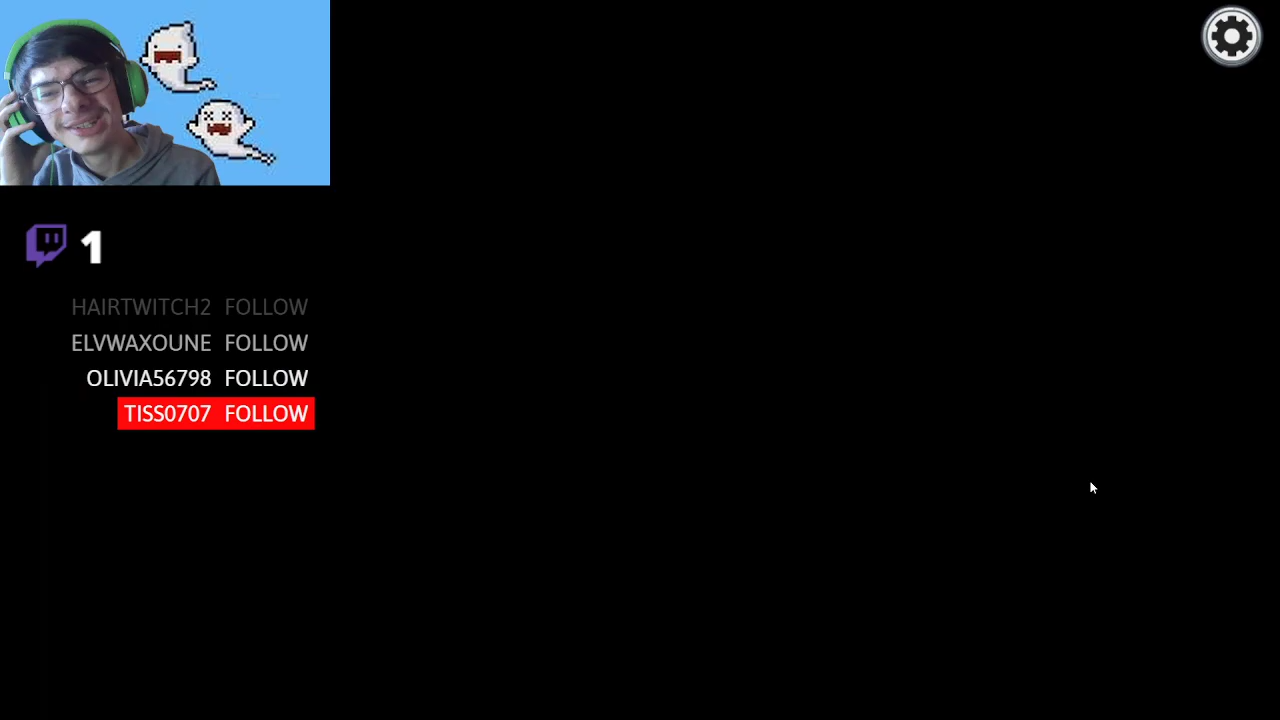 1
HAIRTWITCH2 FOLLOW
ELVWAXOUNE FOLLOW
OLIVIA56798 FOLLOW
TISS0707 FOLLOW